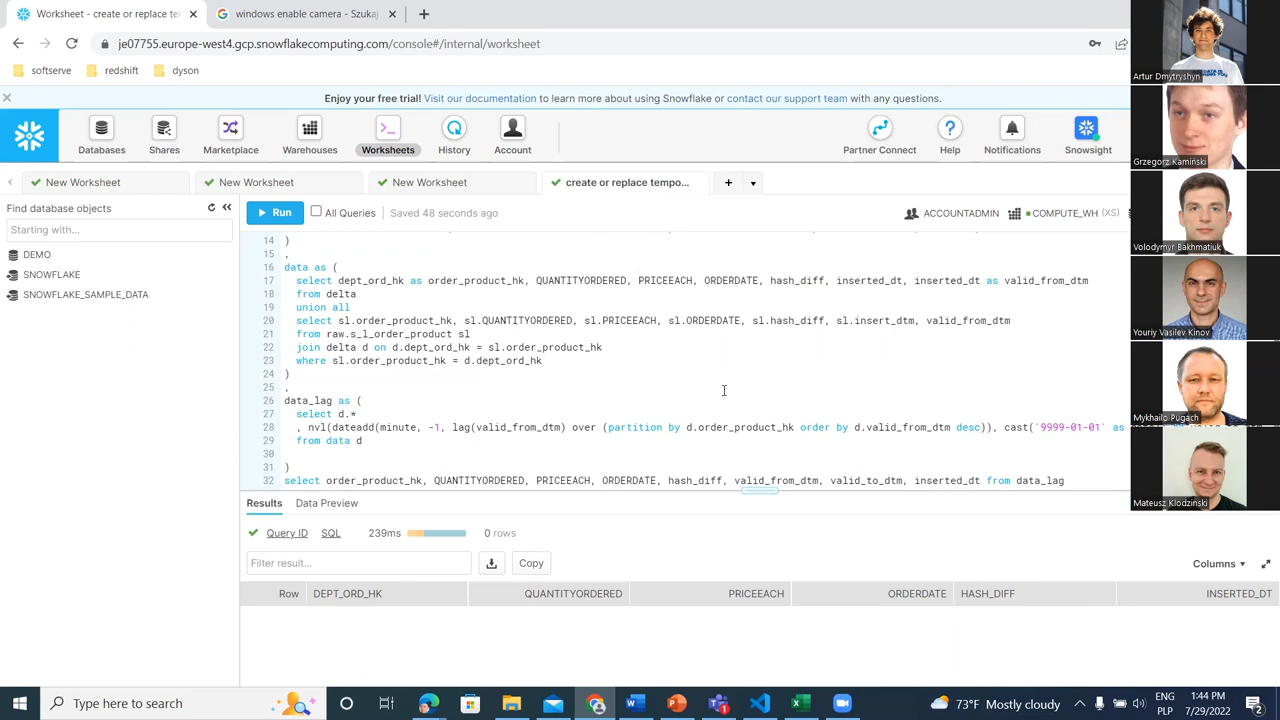 Worksheet - create or replace te
windows enable camera - Szukaj
je07755.europe-west4.gcp.snowflakecomputing.com/console#/internal/worksheet
softserve
redshift
dyson
Enjoy your free trial! Visit our documentation to learn more about using Snowflake or contact our support team with any questions.
Databases
Shares
Marketplace
Warehouses
Worksheets
History
Account
Partner Connect
Help
Notifications
Snowsight
New Worksheet
New Worksheet
New Worksheet
create or replace tempo...
Find database objects
Starting with...
DEMO
SNOWFLAKE
SNOWFLAKE_SAMPLE_DATA
Run
All Queries
Saved 48 seconds ago
ACCOUNTADMIN
COMPUTE_WH (XS)
14 )
15 ,
16 data as (
17 select dept_ord_hk as order_product_hk, QUANTITYORDERED, PRICEEACH, ORDERDATE, hash_diff, inserted_dt, inserted_dt as valid_from_dtm
18 from delta
19 union all
20 select sl.order_product_hk, sl.QUANTITYORDERED, sl.PRICEEACH, sl.ORDERDATE, sl.hash_diff, sl.insert_dtm, valid_from_dtm
21 from raw.s_l_order_product sl
22 join delta d on d.dept_ord_hk = sl.order_product_hk
23 where sl.order_product_hk = d.dept_ord_hk
24 )
25 ,
26 data_lag as (
27 select d.*
28 , nvl(dateadd(minute, -1, lag(valid_from_dtm) over (partition by d.order_product_hk order by d.valid_from_dtm desc)), cast('9999-01-01' as
29 from data d
30
31 )
32 select order_product_hk, QUANTITYORDERED, PRICEEACH, ORDERDATE, hash_diff, valid_from_dtm, valid_to_dtm, inserted_dt from data_lag
Results
Data Preview
Query ID
SQL
239ms
0 rows
Filter result...
Copy
Columns
Row
DEPT_ORD_HK
QUANTITYORDERED
PRICEEACH
ORDERDATE
HASH_DIFF
INSERTED_DT
Artur Dmytryshyn
Grzegorz Kamiński
Volodymyr Bakhmatiuk
Youriy Vasilev Kinov
Mykhailo Pugach
Mateusz Klodziński
Type here to search
73°F Mostly cloudy
ENG
PLP
1:44 PM
7/29/2022
2